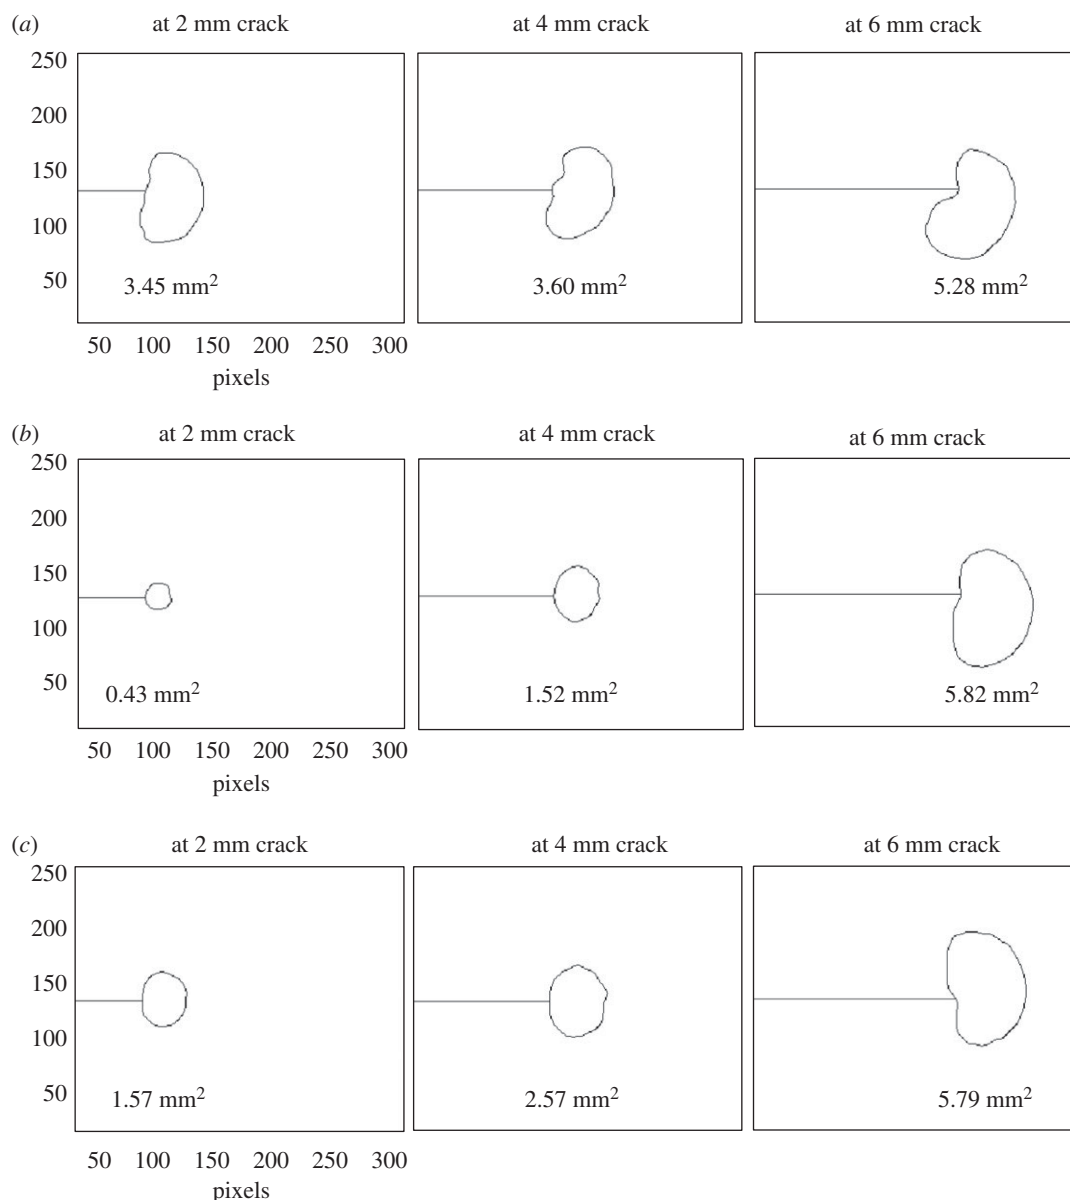 (a)
at 2 mm crack
at 4 mm crack
at 6 mm crack
250
200
150
100
50
3.45 mm²
3.60 mm²
5.28 mm²
50 100 150 200 250 300
pixels
(b)
at 2 mm crack
at 4 mm crack
at 6 mm crack
250
200
150
100
50
0.43 mm²
1.52 mm²
5.82 mm²
50 100 150 200 250 300
pixels
(c)
at 2 mm crack
at 4 mm crack
at 6 mm crack
250
200
150
100
50
1.57 mm²
2.57 mm²
5.79 mm²
50 100 150 200 250 300
pixels